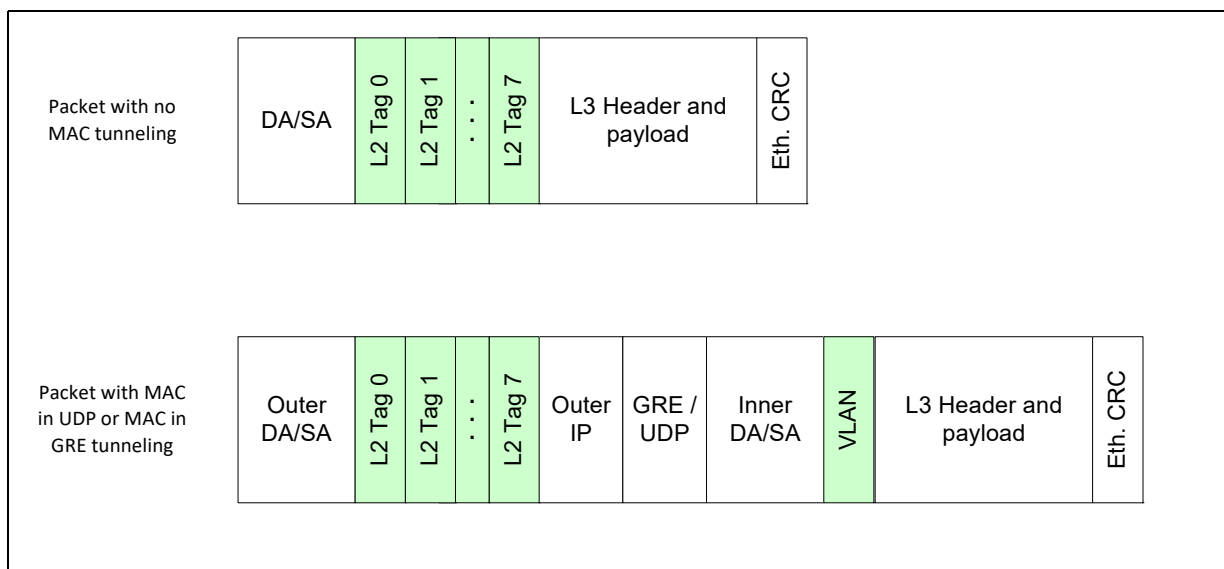 Packet with no
MAC tunneling
DA/SA
L2 Tag 0
L2 Tag 1
. . .
L2 Tag 7
L3 Header and
payload
Eth. CRC
Packet with MAC
in UDP or MAC in
GRE tunneling
Outer
DA/SA
L2 Tag 0
L2 Tag 1
. . .
L2 Tag 7
Outer
IP
GRE /
UDP
Inner
DA/SA
VLAN
L3 Header and
payload
Eth. CRC